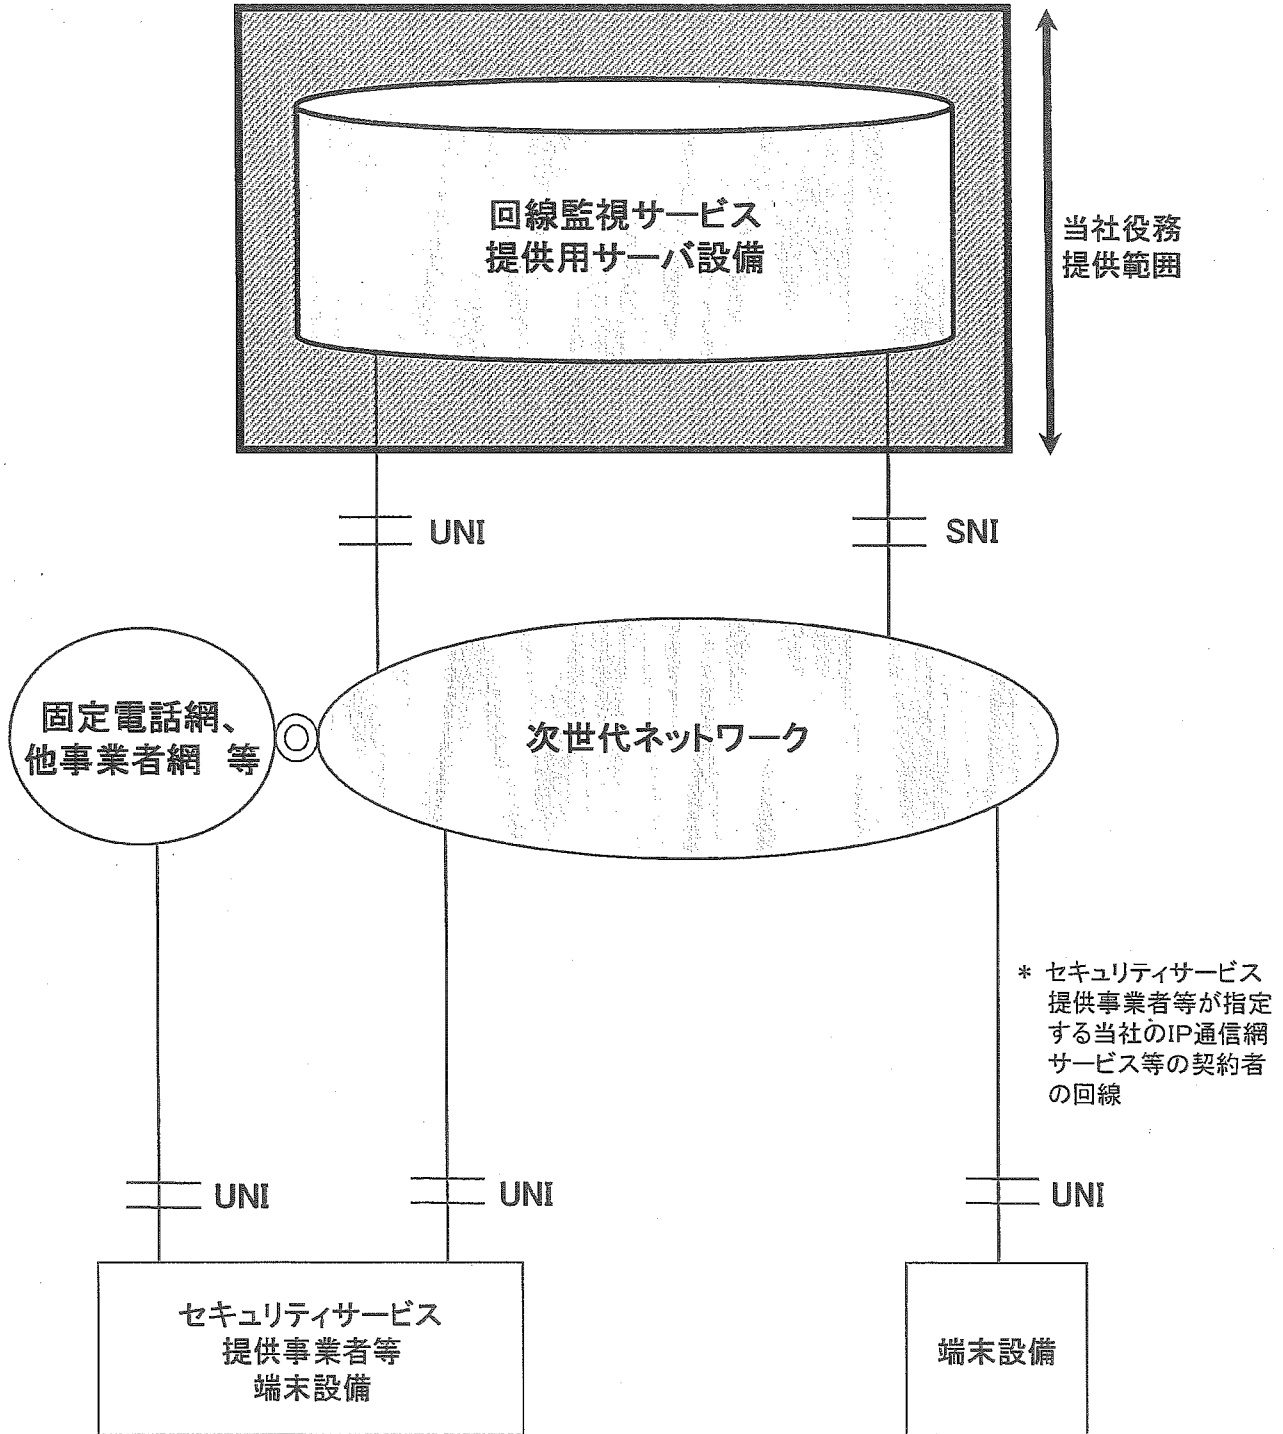 回線監視サービス
提供用サーバ設備
当社役務
提供範囲
UNI
SNI
固定電話網、
他事業者網　等
次世代ネットワーク
* セキュリティサービス
提供事業者等が指定
する当社のIP通信網
サービス等の契約者
の回線
UNI
UNI
UNI
セキュリティサービス
提供事業者等
端末設備
端末設備